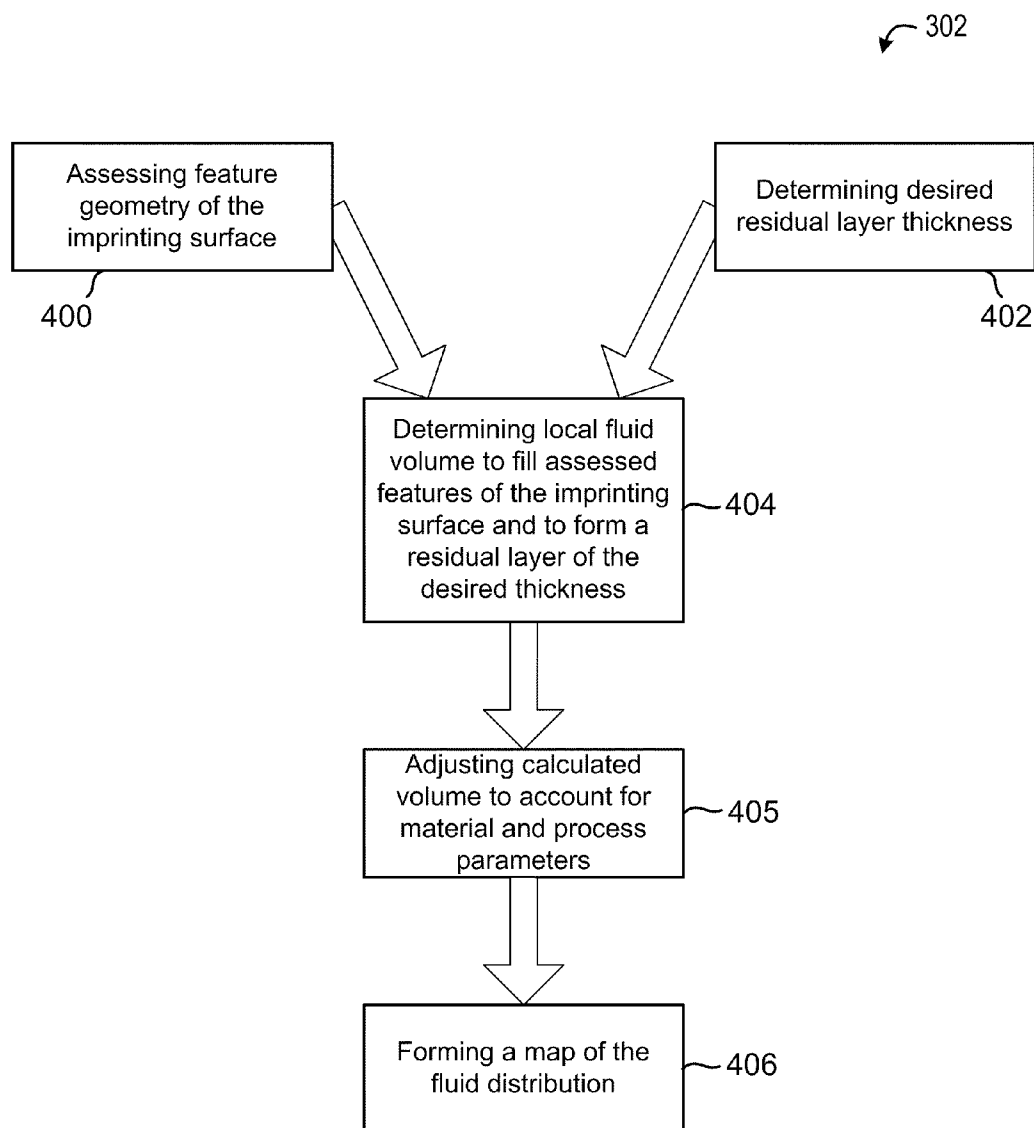 302
Assessing feature
geometry of the
imprinting surface
400
Determining desired
residual layer thickness
402
Determining local fluid
volume to fill assessed
features of the imprinting
surface and to form a
residual layer of the
desired thickness
404
Adjusting calculated
volume to account for
material and process
parameters
405
Forming a map of the
fluid distribution
406